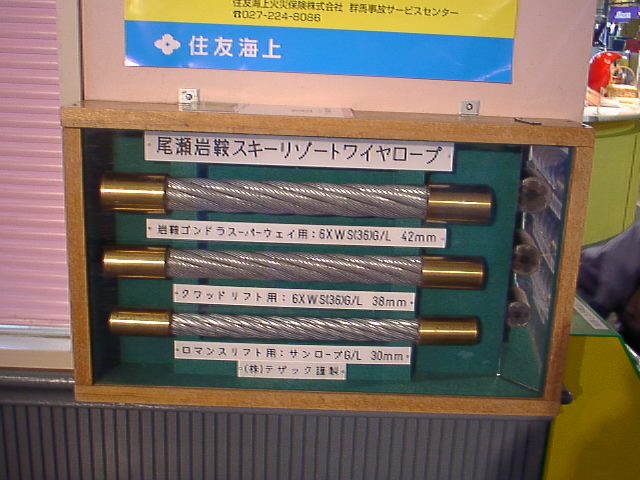 住友海上火災保険株式会社 群馬事故サービスセンター
☎027-224-8086
住友海上
尾瀬岩鞍スキーリゾートワイヤロープ
岩鞍ゴンドラスーパーウェイ用:6XWS(36)G/L 42mm
クワッドリフト用:6XWS(36)G/L 38mm
ロマンスリフト用:サンロープG/L 30mm
(株)テザック謹製